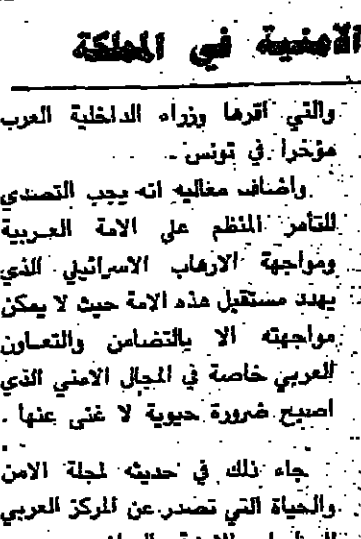 الامنية في المملكة
والتي اقرها وزراء الداخلية العرب
مؤخرا في تونس .
واضاف معاليه انه يجب التصدي
للتآمر المنظم على الامة العربية
ومواجهة الارهاب الاسرائيلي الذي
يهدد مستقبل هذه الامة حيث لا يمكن
مواجهته الا بالتضامن والتعاون
العربي خاصة في المجال الامني الذي
اصبح ضرورة حيوية لا غنى عنها .
جاء ذلك في حديثه لمجلة الامن
والحياة التي تصدر عن المركز العربي